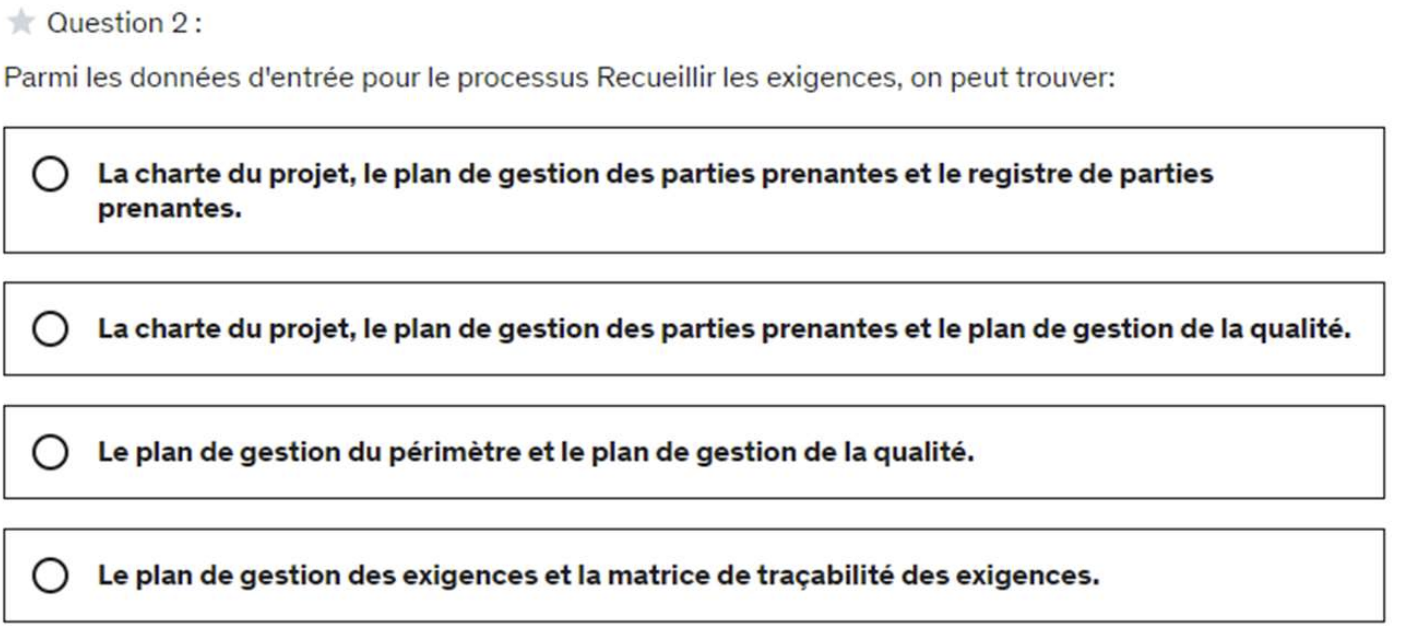 Question 2 :
Parmi les données d'entrée pour le processus Recueillir les exigences, on peut trouver:
La charte du projet, le plan de gestion des parties prenantes et le registre de parties
prenantes.
La charte du projet, le plan de gestion des parties prenantes et le plan de gestion de la qualité.
Le plan de gestion du périmètre et le plan de gestion de la qualité.
Le plan de gestion des exigences et la matrice de traçabilité des exigences.